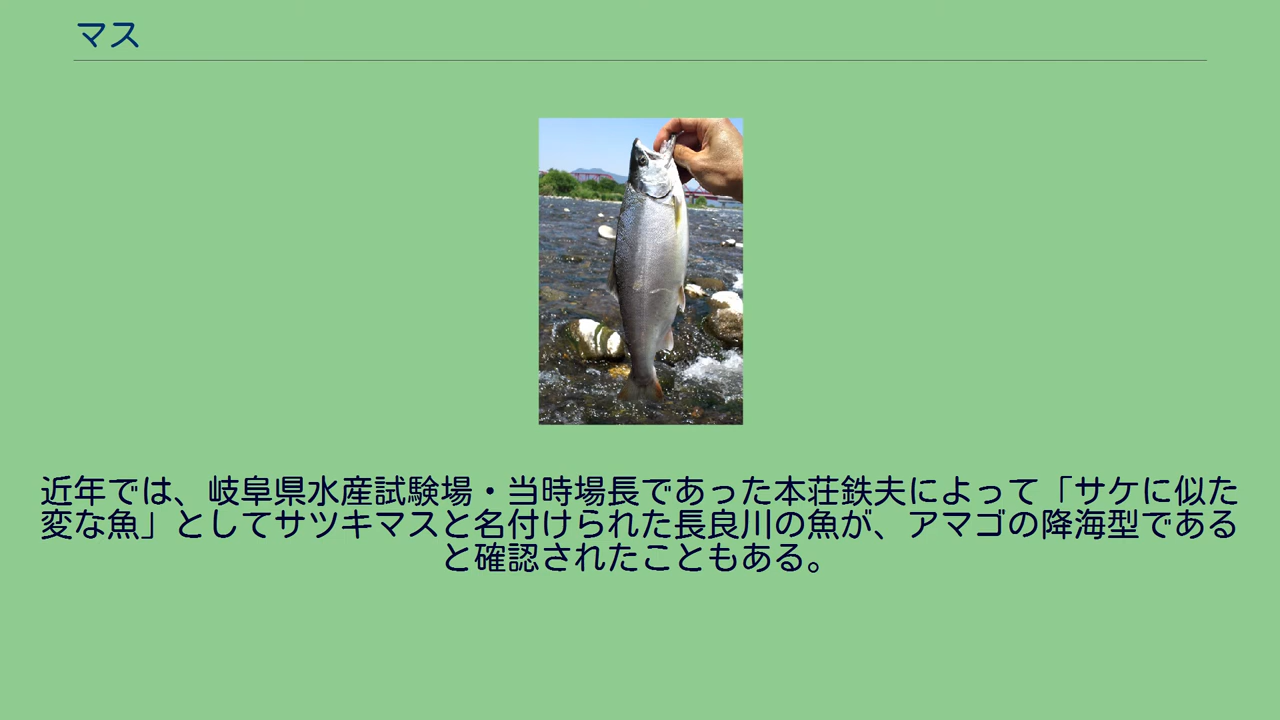 マス
近年では、岐阜県水産試験場・当時場長であった本荘鉄夫によって「サケに似た
変な魚」としてサツキマスと名付けられた長良川の魚が、アマゴの降海型である
と確認されたこともある。